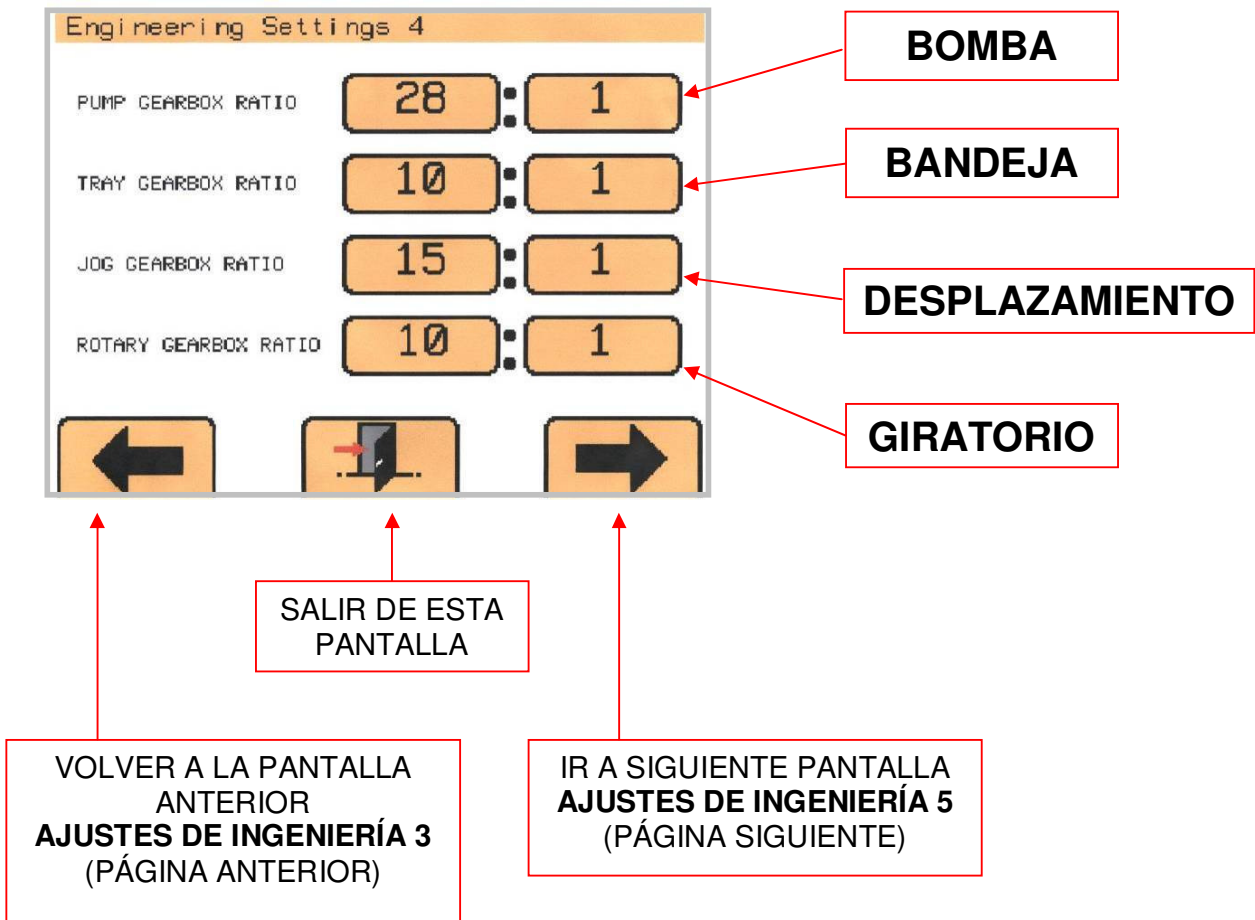 Engineering Settings 4
BOMBA
PUMP GEARBOX RATIO 28 : 1
BANDEJA
TRAY GEARBOX RATIO 10 : 1
JOG GEARBOX RATIO 15 : 1
DESPLAZAMIENTO
ROTARY GEARBOX RATIO 10 : 1
GIRATORIO
SALIR DE ESTA
PANTALLA
VOLVER A LA PANTALLA
ANTERIOR
AJUSTES DE INGENIERÍA 3
(PÁGINA ANTERIOR)
IR A SIGUIENTE PANTALLA
AJUSTES DE INGENIERÍA 5
(PÁGINA SIGUIENTE)